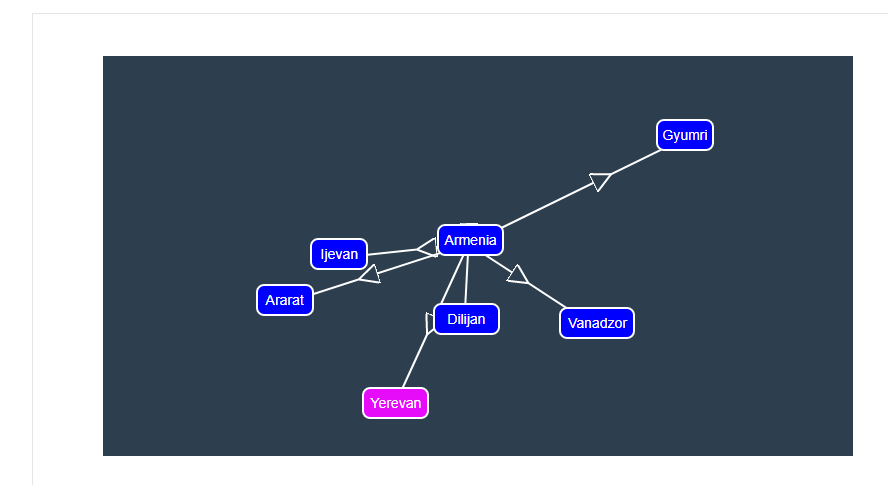 Gyumri
Armenia
Ijevan
Ararat
Dilijan
Vanadzor
Yerevan